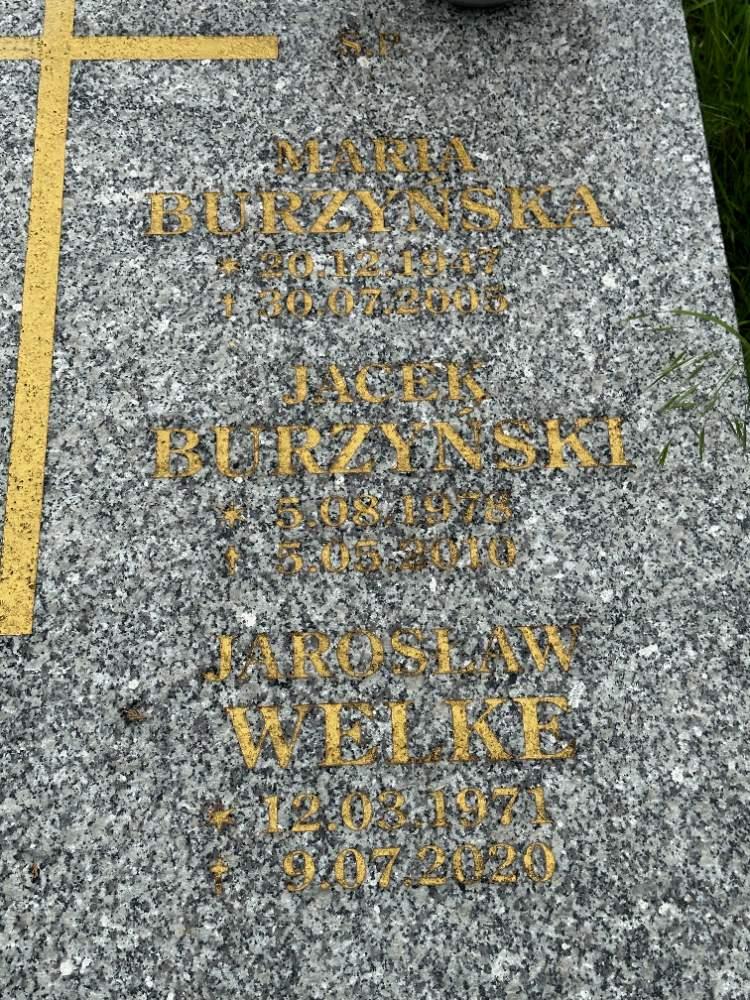 Ś.P
MARIA
BURZYŃSKA
* 20.12.1947
† 30.07.2005
JACEK
BURZYŃSKI
* 5.08.1978
† 5.05.2010
JAROSŁAW
WELKE
* 12.03.1971
† 9.07.2020